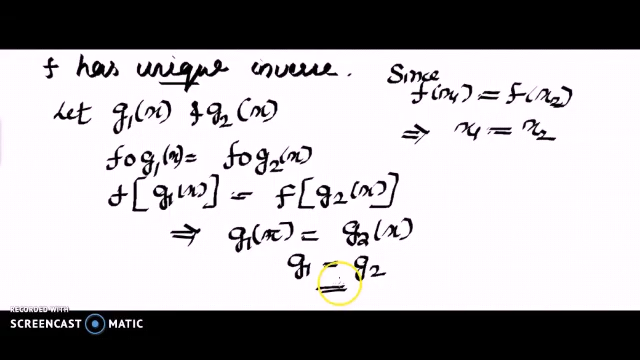 f has unique inverse.
Let g₁(x) & g₂(x)
fog₁(x) = fog₂(x)
f[g₁(x)] = f[g₂(x)]
⇒ g₁(x) = g₂(x)
g₁ = g₂
Since
f(x₁) = f(x₂)
⇒ x₁ = x₂
RECORDED WITH
SCREENCAST MATIC